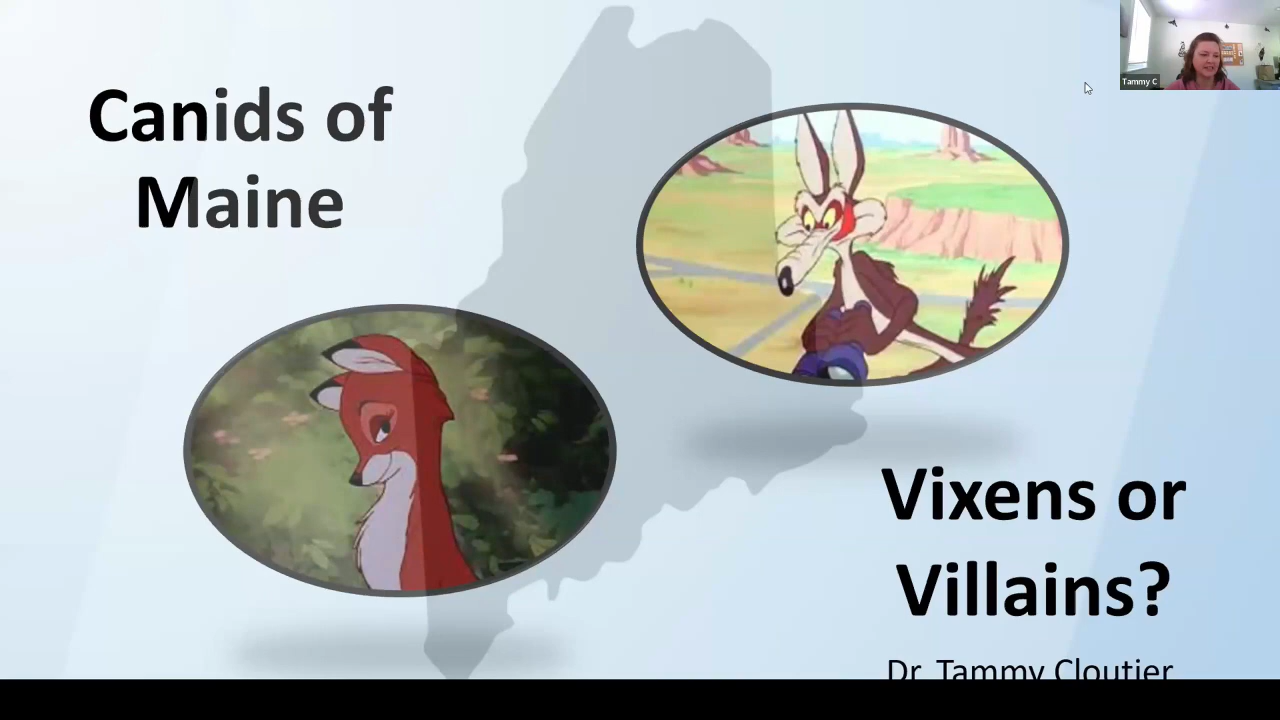 Canids of
Maine
Tammy C
Vixens or
Villains?
Dr. Tammy Cloutier